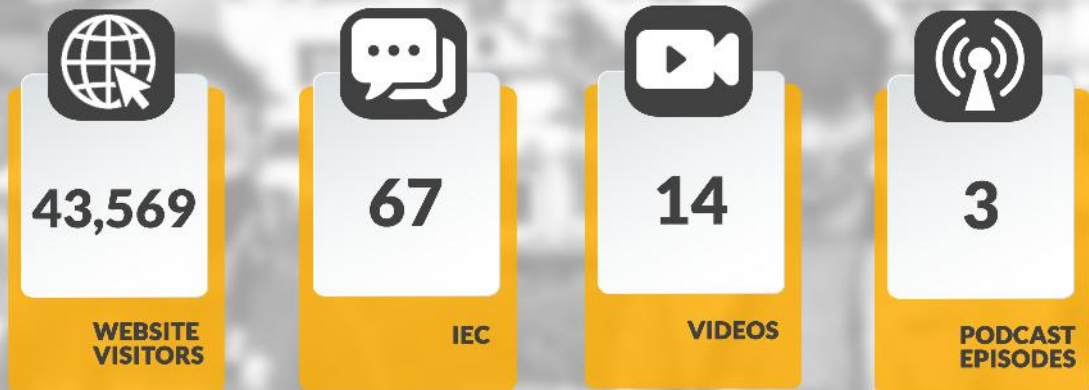 43,569
WEBSITE
VISITORS
67
IEC
14
VIDEOS
3
PODCAST
EPISODES